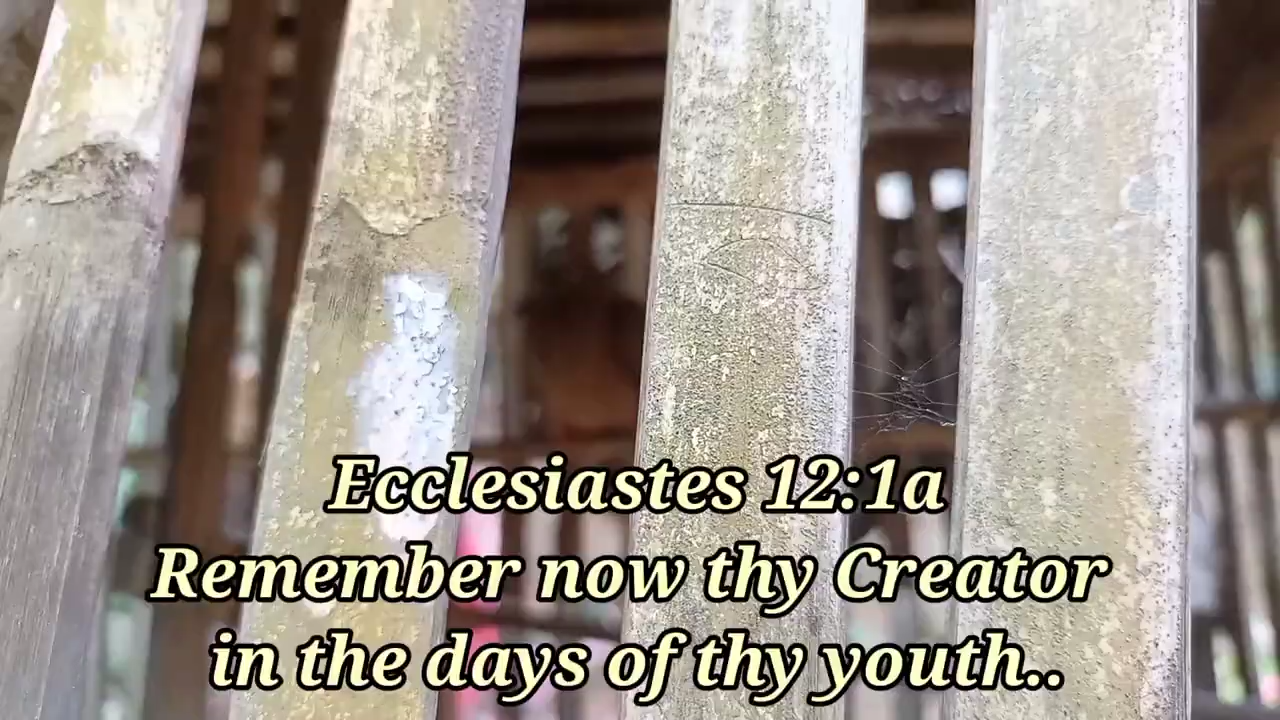 Ecclesiastes 12:1a
Remember now thy Creator
in the days of thy youth..